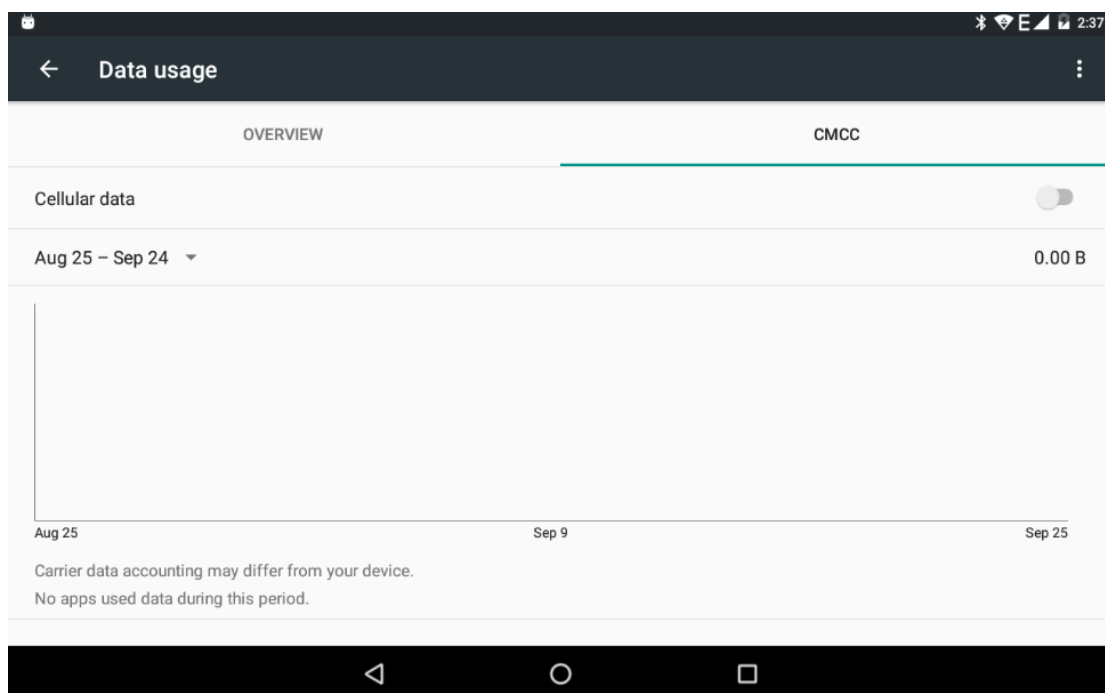 E 2:37
Data usage
OVERVIEW CMCC
Cellular data
Aug 25 – Sep 24 0.00 B
Aug 25 Sep 9 Sep 25
Carrier data accounting may differ from your device.
No apps used data during this period.